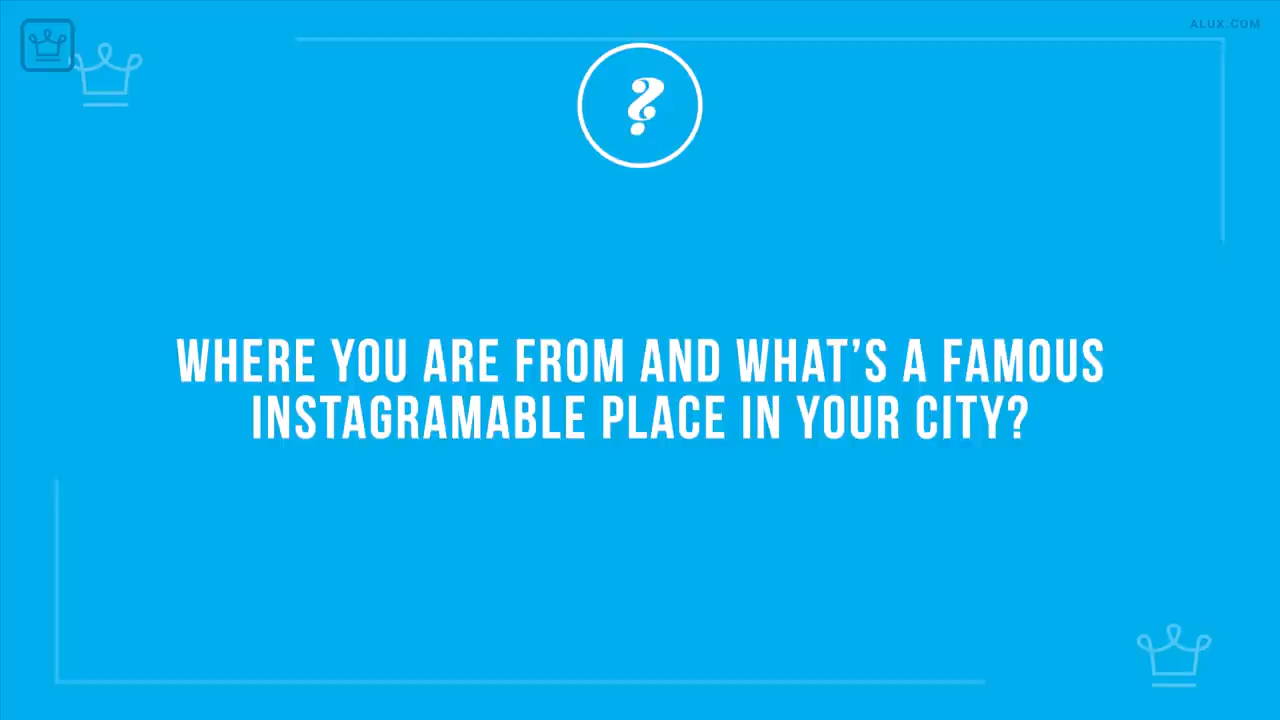 ALUX.COM
?
WHERE YOU ARE FROM AND WHAT’S A FAMOUS
INSTAGRAMABLE PLACE IN YOUR CITY?